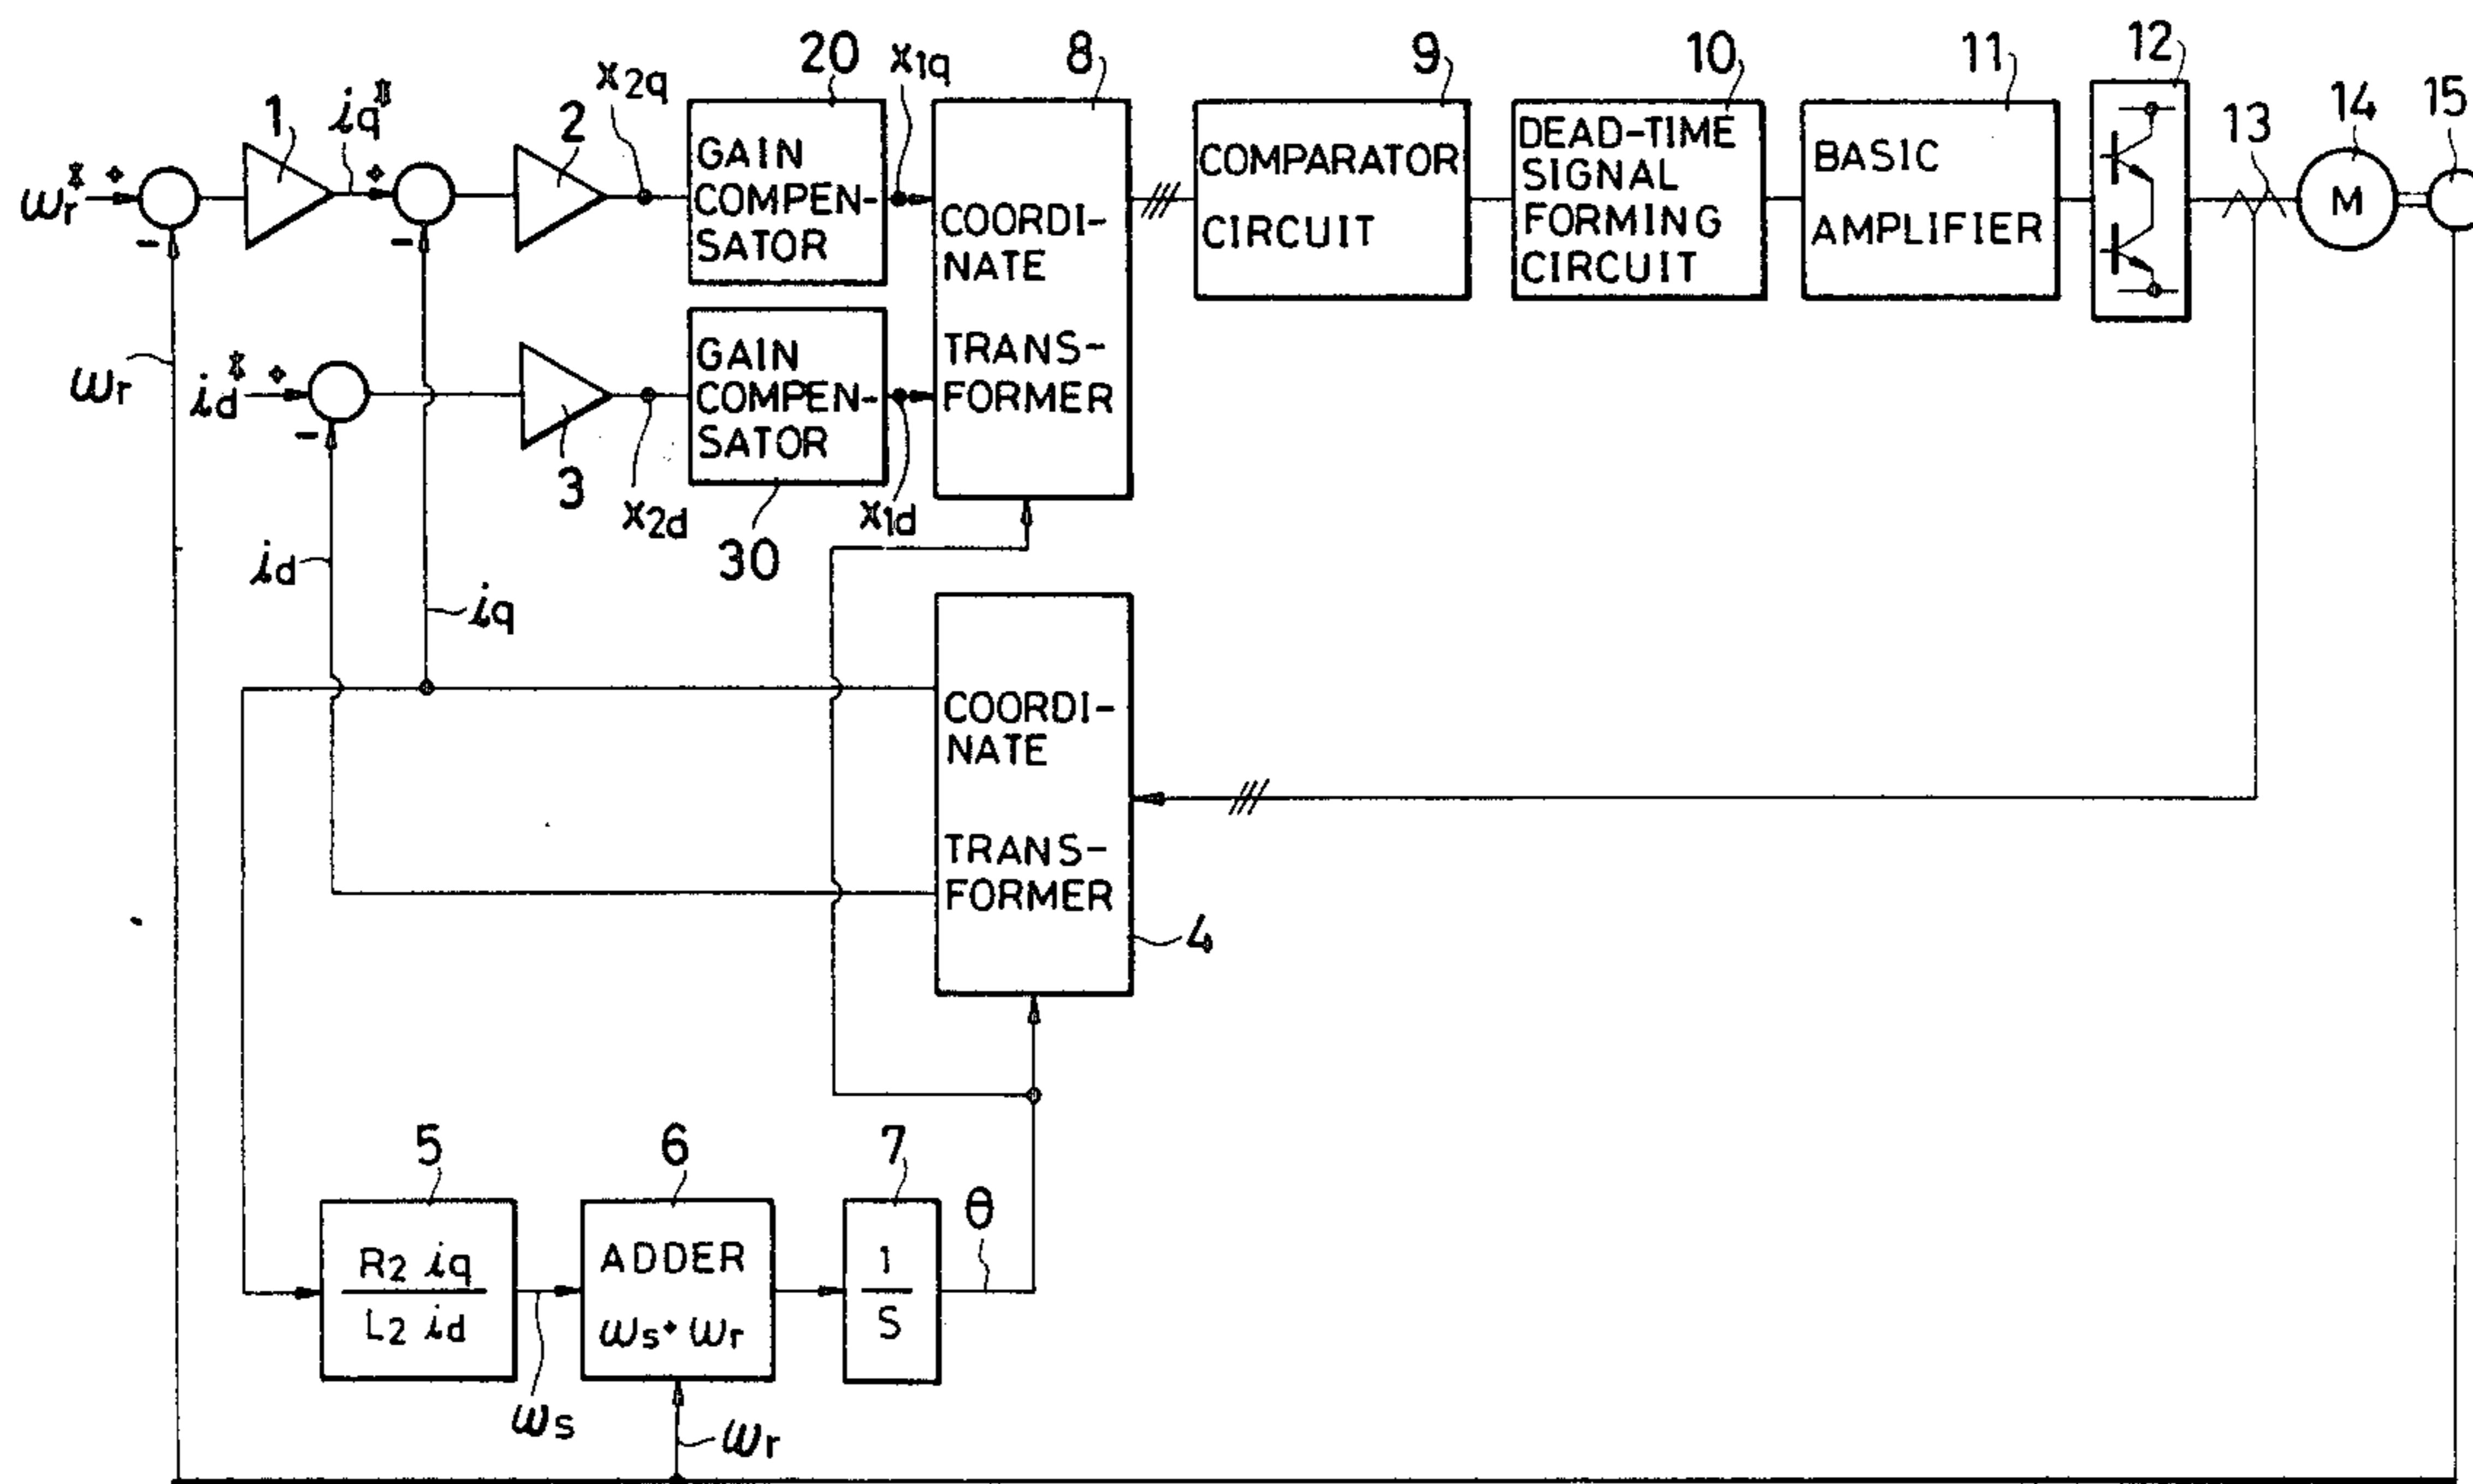 20
x1q
8
9
10
11
12
13
14
15
1
iq*
2
x2q
ωr* +
-
+
-
GAIN
COMPEN-
SATOR
COORDI-
NATE
TRANS-
FORMER
COMPARATOR
CIRCUIT
DEAD-TIME
SIGNAL
FORMING
CIRCUIT
BASIC
AMPLIFIER
M
ωr
id* +
-
3
x2d
GAIN
COMPEN-
SATOR
30
x1d
id
iq
COORDI-
NATE
TRANS-
FORMER
4
5
6
7
θ
R2 iq
L2 id
ωs
ADDER
ωs+ωr
1
S
ωr